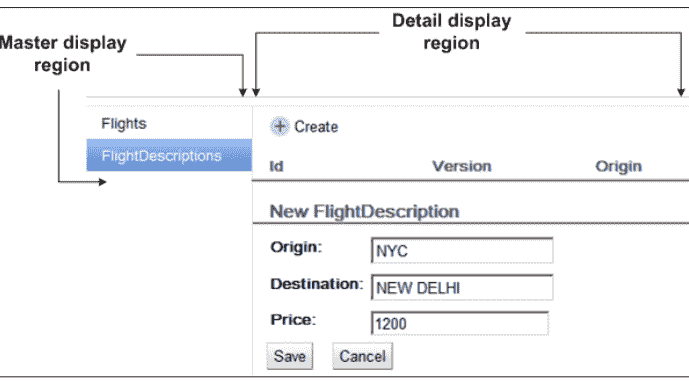 Detail display
region
Master display
region
Flights
FlightDescriptions
Create
Id Version Origin
New FlightDescription
Origin: NYC
Destination: NEW DELHI
Price: 1200
Save Cancel